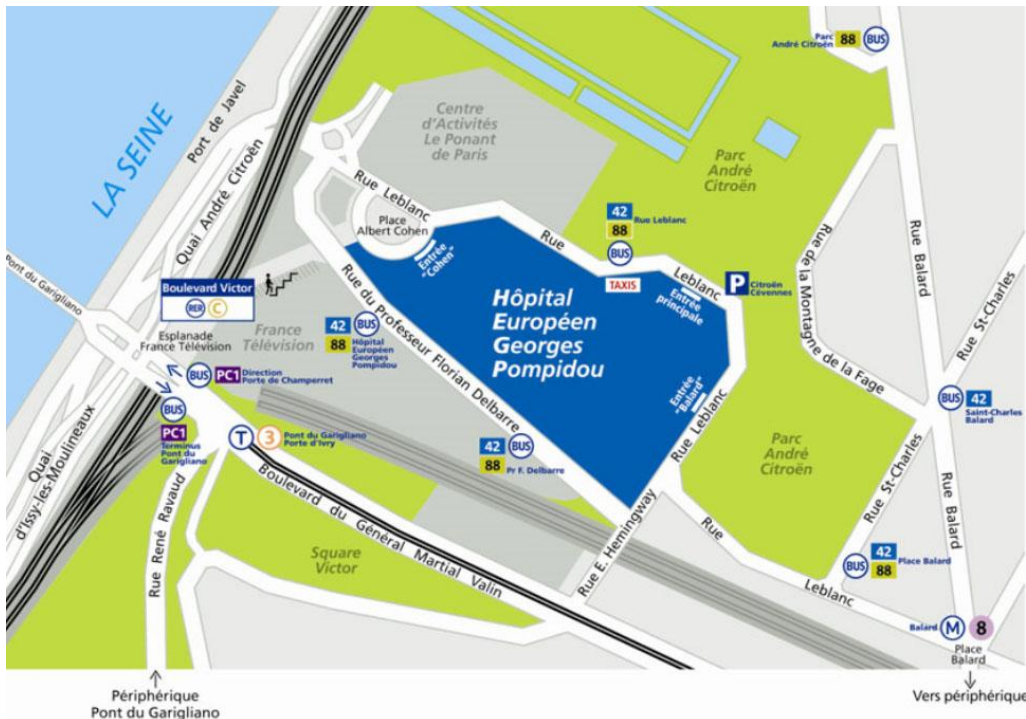 LA SEINE
Port de Javel
Quai André Citroën
Pont du Garigliano
Centre
d'Activités
Le Ponant
de Paris
Parc
André Citroën
88
BUS
Parc
André
Citroën
Rue Leblanc
Place
Albert Cohen
Entrée
"Cohen"
Rue
42
88
Rue Leblanc
BUS
TAXIS
Leblanc
Entrée
principale
P
Citroën
Cévennes
Rue de la Montagne de la Fage
Rue Balard
Rue St-Charles
Boulevard Victor
RER
C
Esplanade
France Télévision
France
Télévision
42
88
BUS
Hôpital
Européen
Georges
Pompidou
Rue du Professeur Florian Delbarre
Hôpital
Européen
Georges
Pompidou
Entrée
"Balard"
Rue Leblanc
BUS
PC1
Direction
Porte de Champerret
BUS
PC1
Terminus
Pont du
Garigliano
T
3
Pont du Garigliano
Porte d'Ivry
42
88
BUS
Pr F. Delbarre
BUS
42
Saint-Charles
Balard
Parc
André
Citroën
Rue St-Charles
Rue Balard
Quai
d'Issy-les-Moulineaux
Rue René Ravaud
Boulevard du Général Martial Valin
Square
Victor
Rue E. Hemingway
Rue
Leblanc
BUS
42
88
Place Balard
Balard
M
8
Place
Balard
Périphérique
Pont du Garigliano
Vers périphérique